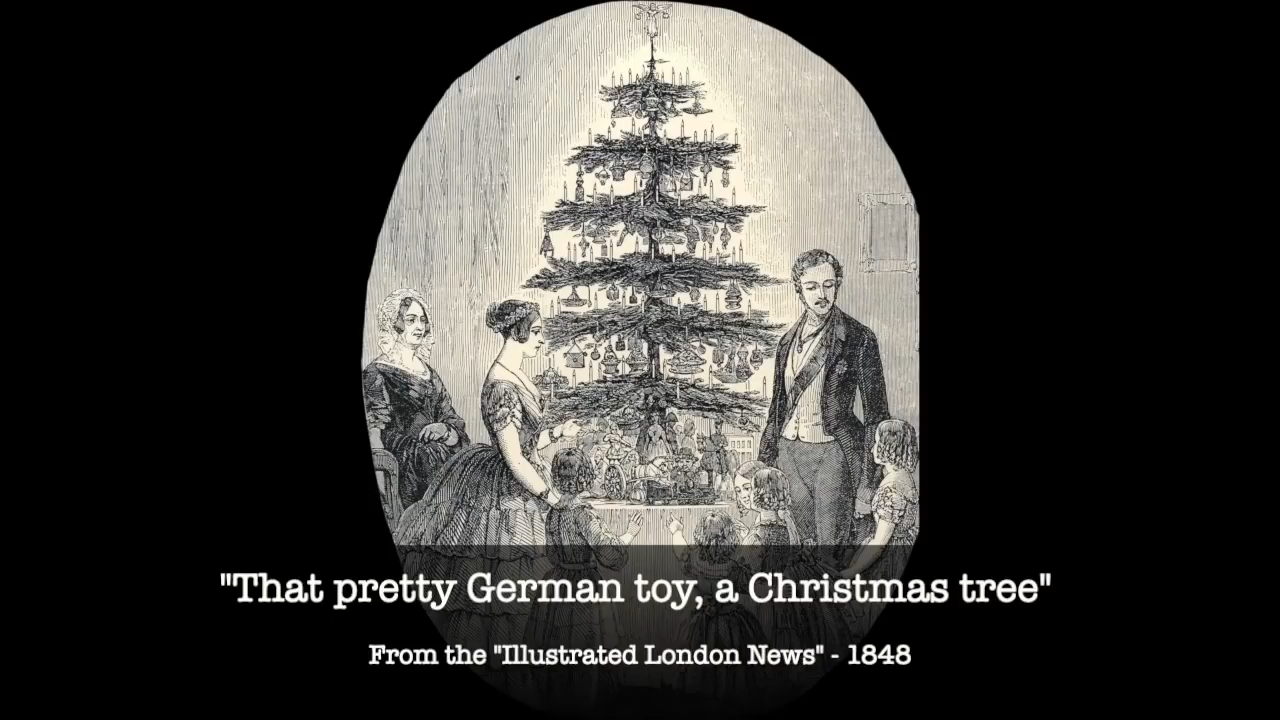 "That pretty German toy, a Christmas tree"
From the "Illustrated London News" - 1848